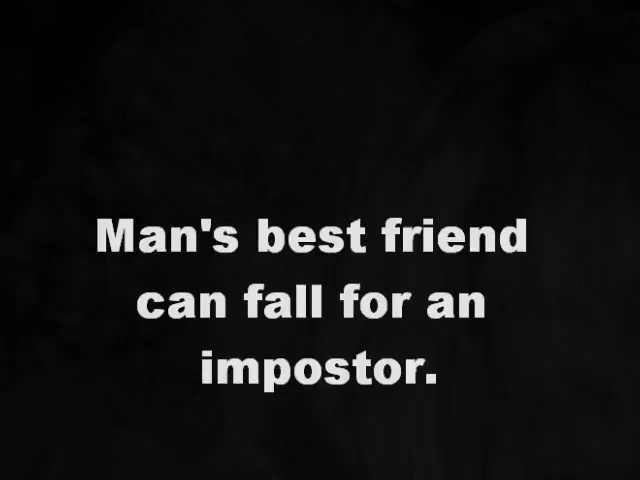 Man's best friend
can fall for an
impostor.